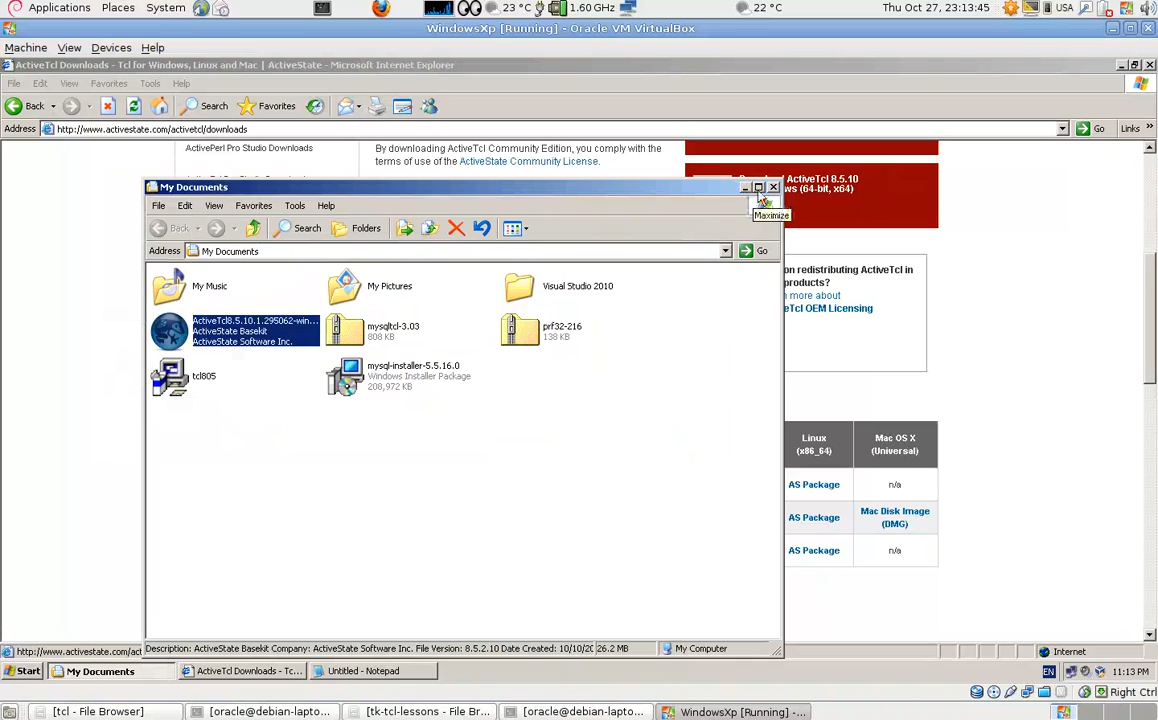 Applications Places System 23 °C 1.60 GHz 22 °C Thu Oct 27, 23:13:45 USA
WindowsXp [Running] - Oracle VM VirtualBox
Machine View Devices Help
ActiveTcl Downloads - Tcl for Windows, Linux and Mac | ActiveState - Microsoft Internet Explorer
File Edit View Favorites Tools Help
Back Search Favorites
Address http://www.activestate.com/activetcl/downloads Go Links »
ActivePerl Pro Studio Downloads
By downloading ActiveTcl Community Edition, you comply with the
terms of use of the ActiveState Community License.
ActiveTcl 8.5.10
(64-bit, x64)
My Documents
Maximize
File Edit View Favorites Tools Help
Back Search Folders
Address My Documents Go
My Music
My Pictures
Visual Studio 2010
ActiveTcl8.5.10.1.295062-win...
ActiveState Basekit
ActiveState Software Inc.
mysqltcl-3.03
808 KB
prf32-216
138 KB
tcl805
mysql-installer-5.5.16.0
Windows Installer Package
208,972 KB
on redistributing ActiveTcl in
products?
more about
OEM Licensing
Linux
(x86_64)
Mac OS X
(Universal)
AS Package n/a
AS Package Mac Disk Image
(DMG)
AS Package n/a
Description: ActiveState Basekit Company: ActiveState Software Inc. File Version: 8.5.2.10 Date Created: 10/10/20 26.2 MB My Computer
http://www.activestate.com/act Internet
Start My Documents ActiveTcl Downloads - Tc... Untitled - Notepad EN 11:13 PM
Right Ctrl
[tcl - File Browser] [oracle@debian-lapto... [tk-tcl-lessons - File Br... [oracle@debian-lapto... WindowsXp [Running] -...